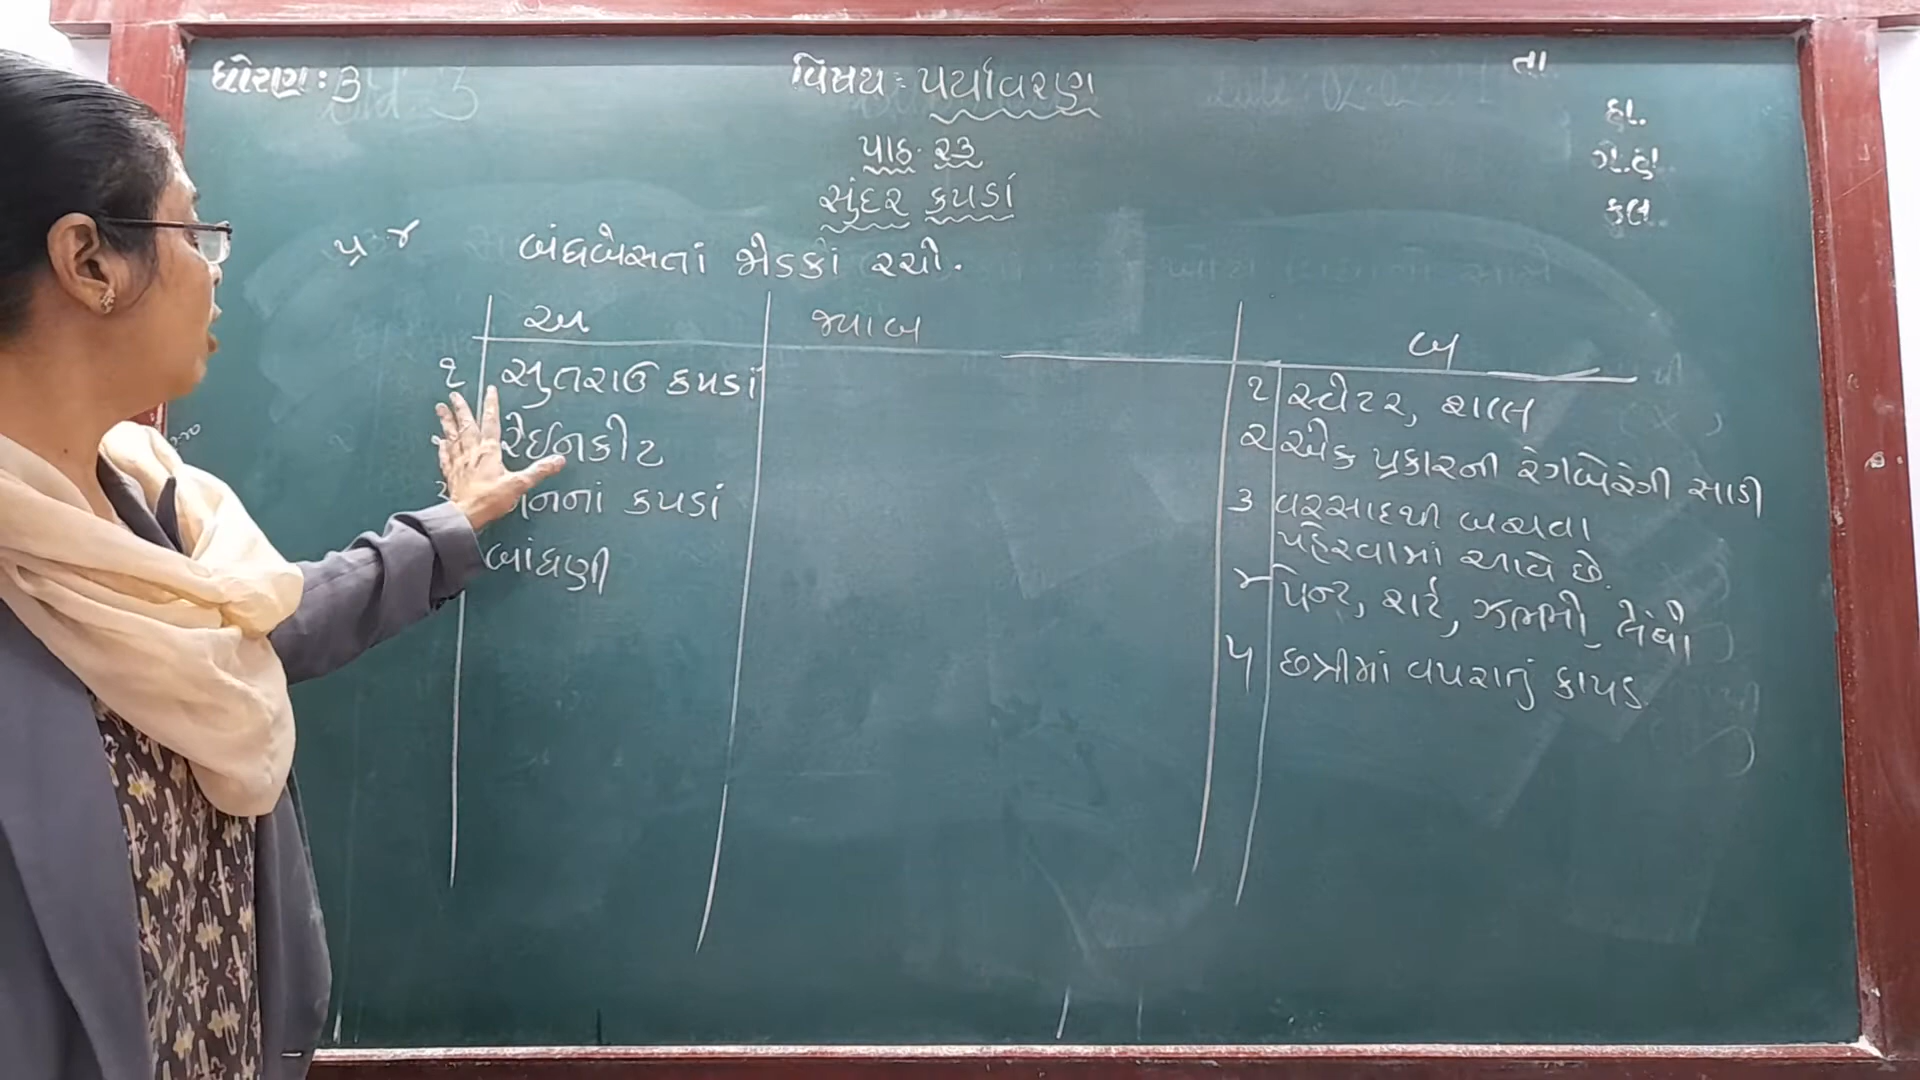 ધોરણ : 3
વિષય : પર્યાવરણ
તા
હા.
ગે.હા.
કુલ.
પાઠ. ૨૩
સુંદર કપડાં
પ્ર ૪ બંધબેસતાં જોડકાં રચો.
અ જવાબ બ
૧ સુતરાઉ કપડાં
રેઇનકોટ
કપડાં
બાંધણી
૧ સ્વેટર, શાલ
૨ એક પ્રકારની રંગબેરંગી સાડી
૩ વરસાદથી બચવા
પહેરવામાં આવે છે.
૪ પેન્ટ, શર્ટ, ઝભ્ભો, લેંઘો
૫ છત્રીમાં વપરાતું કાપડ.